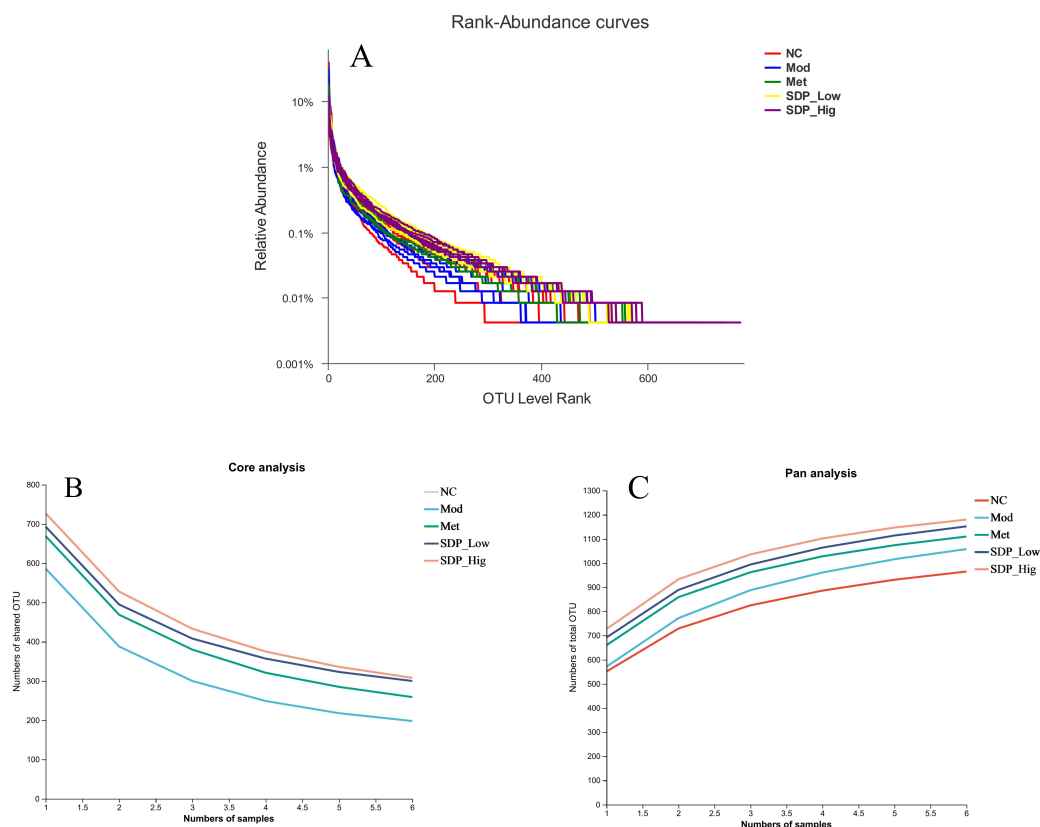 Rank-Abundance curves
A
NC
Mod
Met
SDP_Low
SDP_Hig
Relative Abundance
10%
1%
0.1%
0.01%
0.001%
0 200 400 600
OTU Level Rank
Core analysis
B
NC
Mod
Met
SDP_Low
SDP_Hig
Numbers of shared OTU
800
700
600
500
400
300
200
100
0
1 1.5 2 2.5 3 3.5 4 4.5 5 5.5 6
Numbers of samples
Pan analysis
C
NC
Mod
Met
SDP_Low
SDP_Hig
Numbers of total OTU
1300
1200
1100
1000
900
800
700
600
500
400
300
200
100
0
1 1.5 2 2.5 3 3.5 4 4.5 5 5.5 6
Numbers of samples